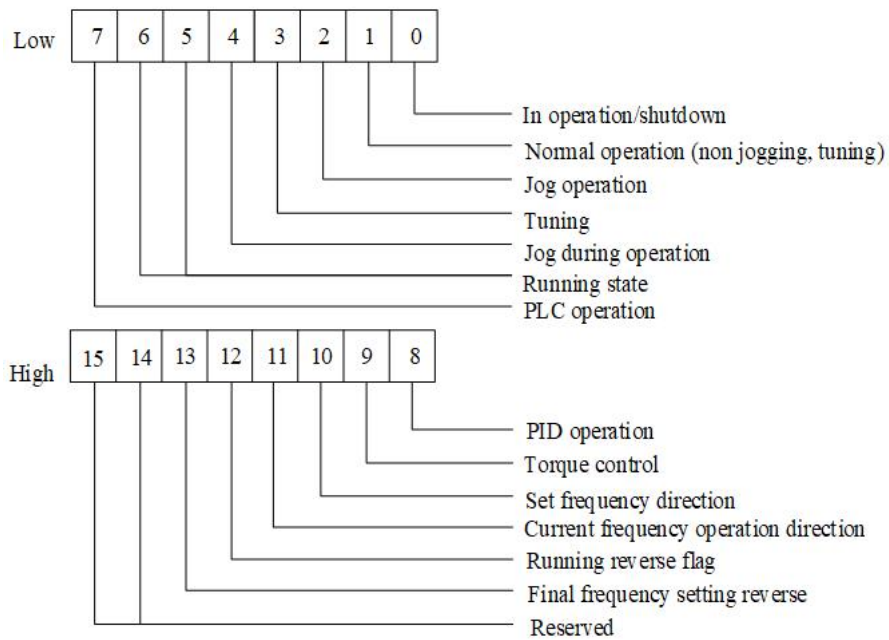 Low 7 6 5 4 3 2 1 0
In operation/shutdown
Normal operation (non jogging, tuning)
Jog operation
Tuning
Jog during operation
Running state
PLC operation
High 15 14 13 12 11 10 9 8
PID operation
Torque control
Set frequency direction
Current frequency operation direction
Running reverse flag
Final frequency setting reverse
Reserved